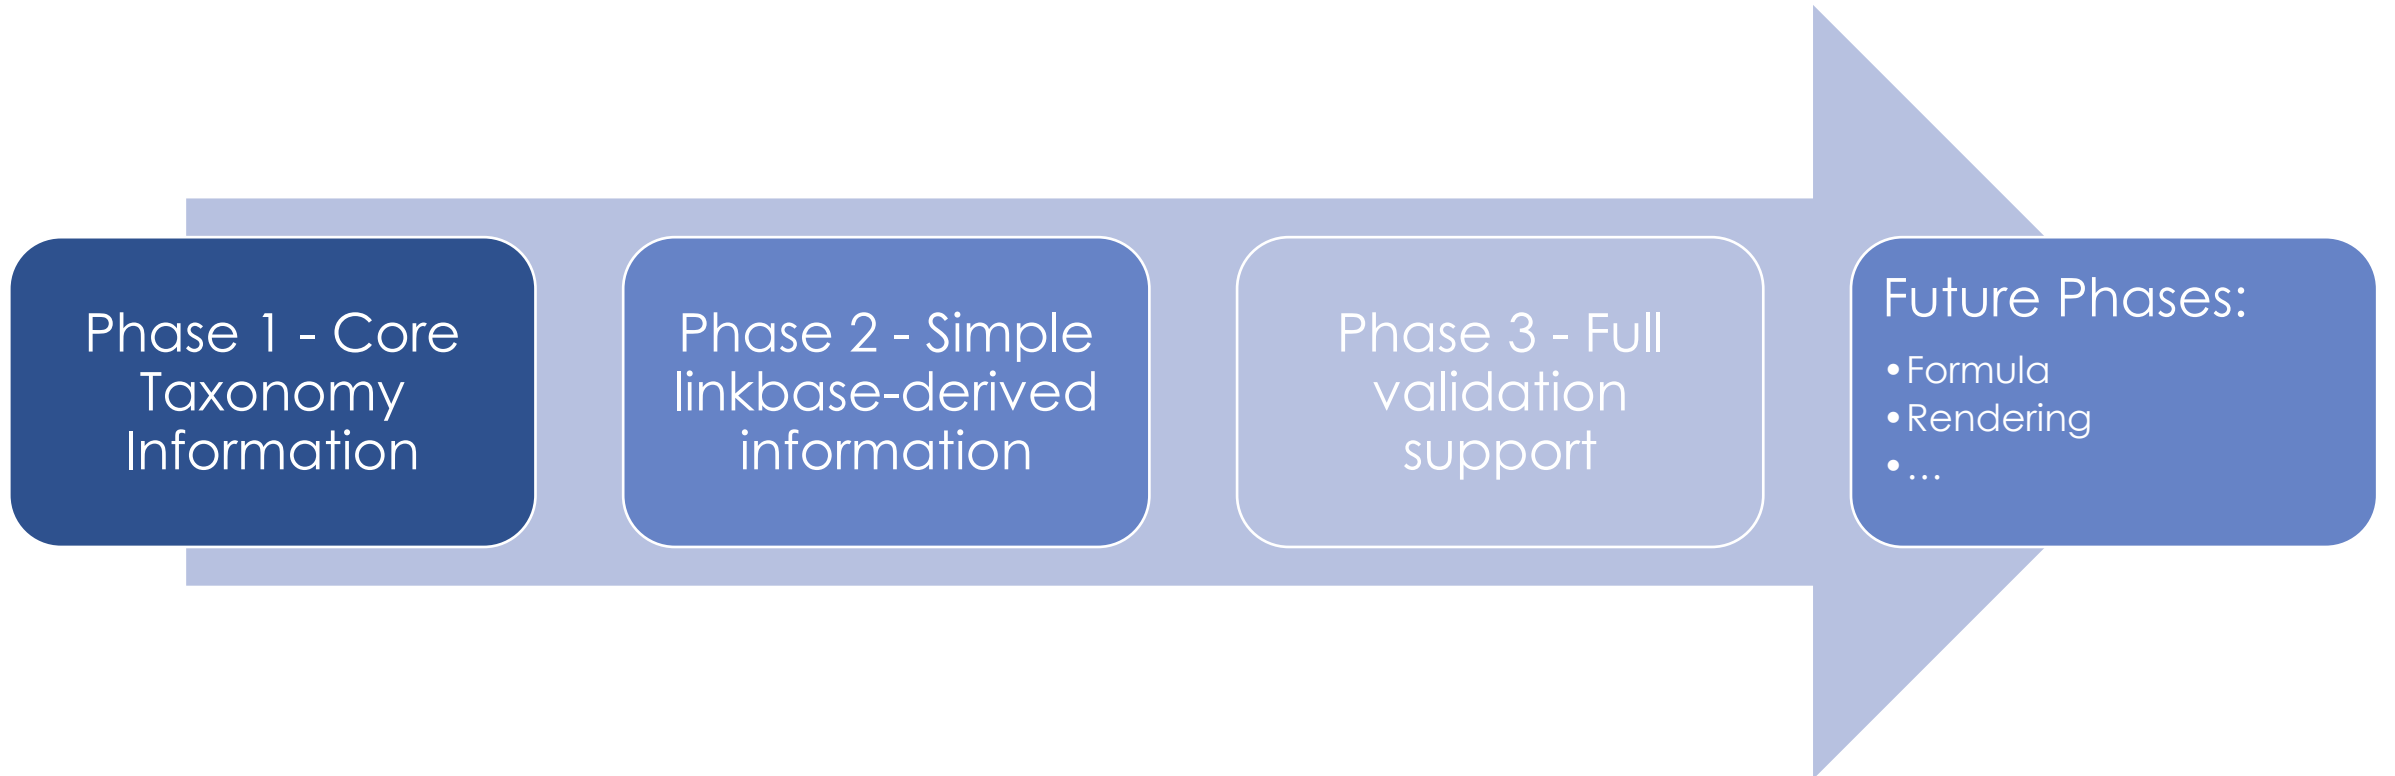 Phase 1 - Core
Taxonomy
Information
Phase 2 - Simple
linkbase-derived
information
Phase 3 - Full
validation
support
Future Phases:
• Formula
• Rendering
• …